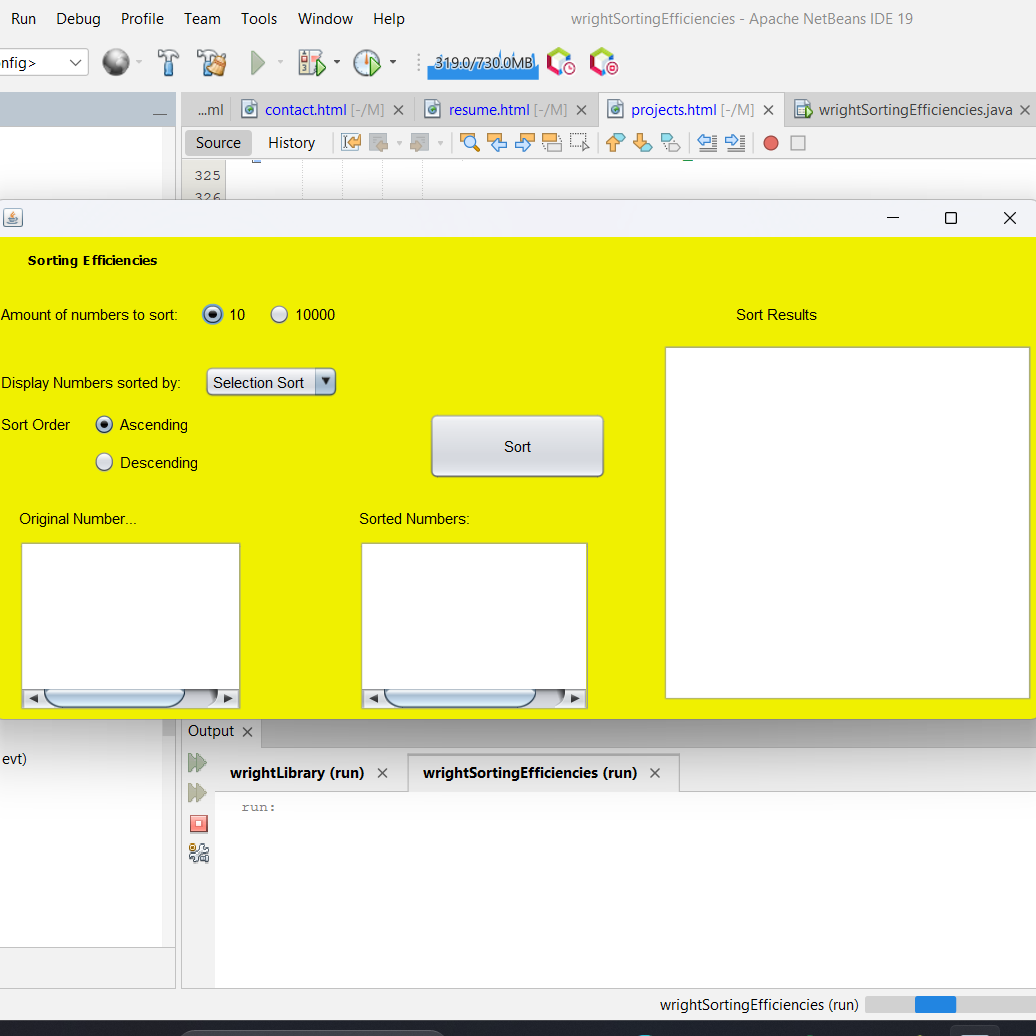 Run Debug Profile Team Tools Window Help wrightSortingEfficiencies - Apache NetBeans IDE 19
nfig> 319.0/730.0MB
...ml contact.html [-/M] resume.html [-/M] projects.html [-/M] wrightSortingEfficiencies.java
Source History
325
326
Sorting Efficiencies
Amount of numbers to sort: 10 10000 Sort Results
Display Numbers sorted by: Selection Sort
Sort Order Ascending
Sort
Descending
Original Number... Sorted Numbers:
Output
evt)
wrightLibrary (run) wrightSortingEfficiencies (run)
run:
wrightSortingEfficiencies (run)